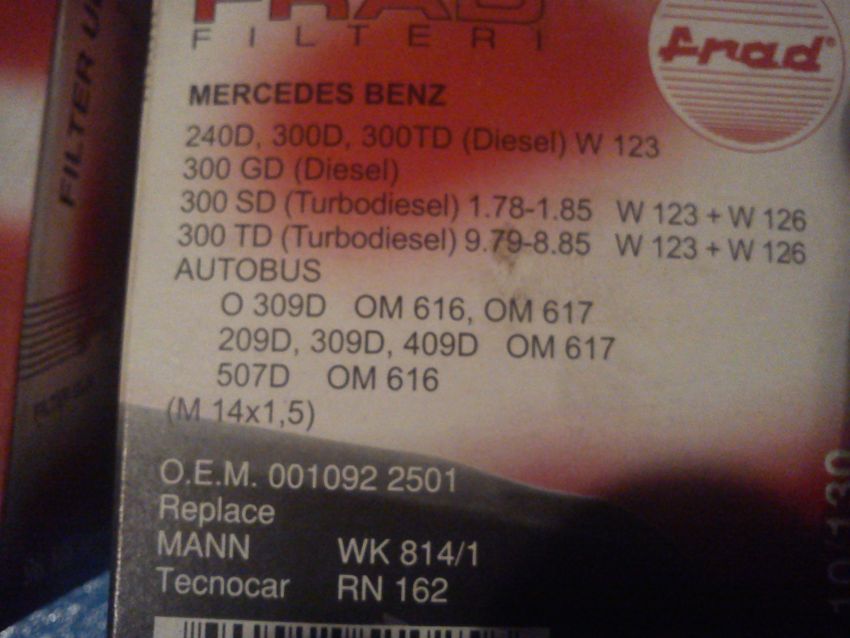 FRAD
FILTERI
frad®
FILTER
MERCEDES BENZ
240D, 300D, 300TD (Diesel) W 123
300 GD (Diesel)
300 SD (Turbodiesel) 1.78-1.85 W 123 + W 126
300 TD (Turbodiesel) 9.79-8.85 W 123 + W 126
AUTOBUS
O 309D OM 616, OM 617
209D, 309D, 409D OM 617
507D OM 616
(M 14x1,5)
O.E.M. 001092 2501
Replace
MANN WK 814/1
Tecnocar RN 162